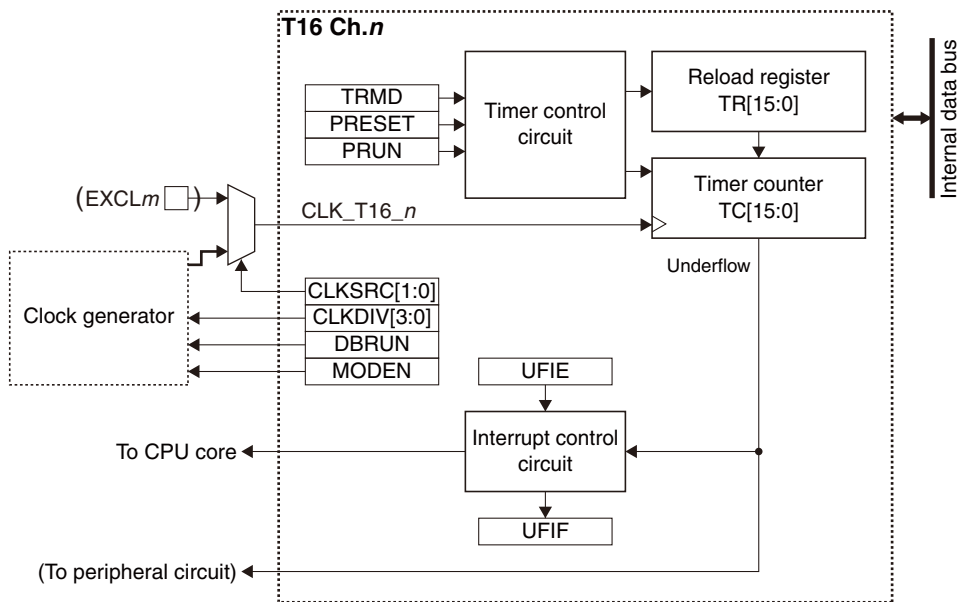 T16 Ch.n
TRMD
PRESET
PRUN
Timer control
circuit
Reload register
TR[15:0]
Timer counter
TC[15:0]
Internal data bus
(EXCLm )
CLK_T16_n
Underflow
Clock generator
CLKSRC[1:0]
CLKDIV[3:0]
DBRUN
MODEN
UFIE
Interrupt control
circuit
UFIF
To CPU core
(To peripheral circuit)